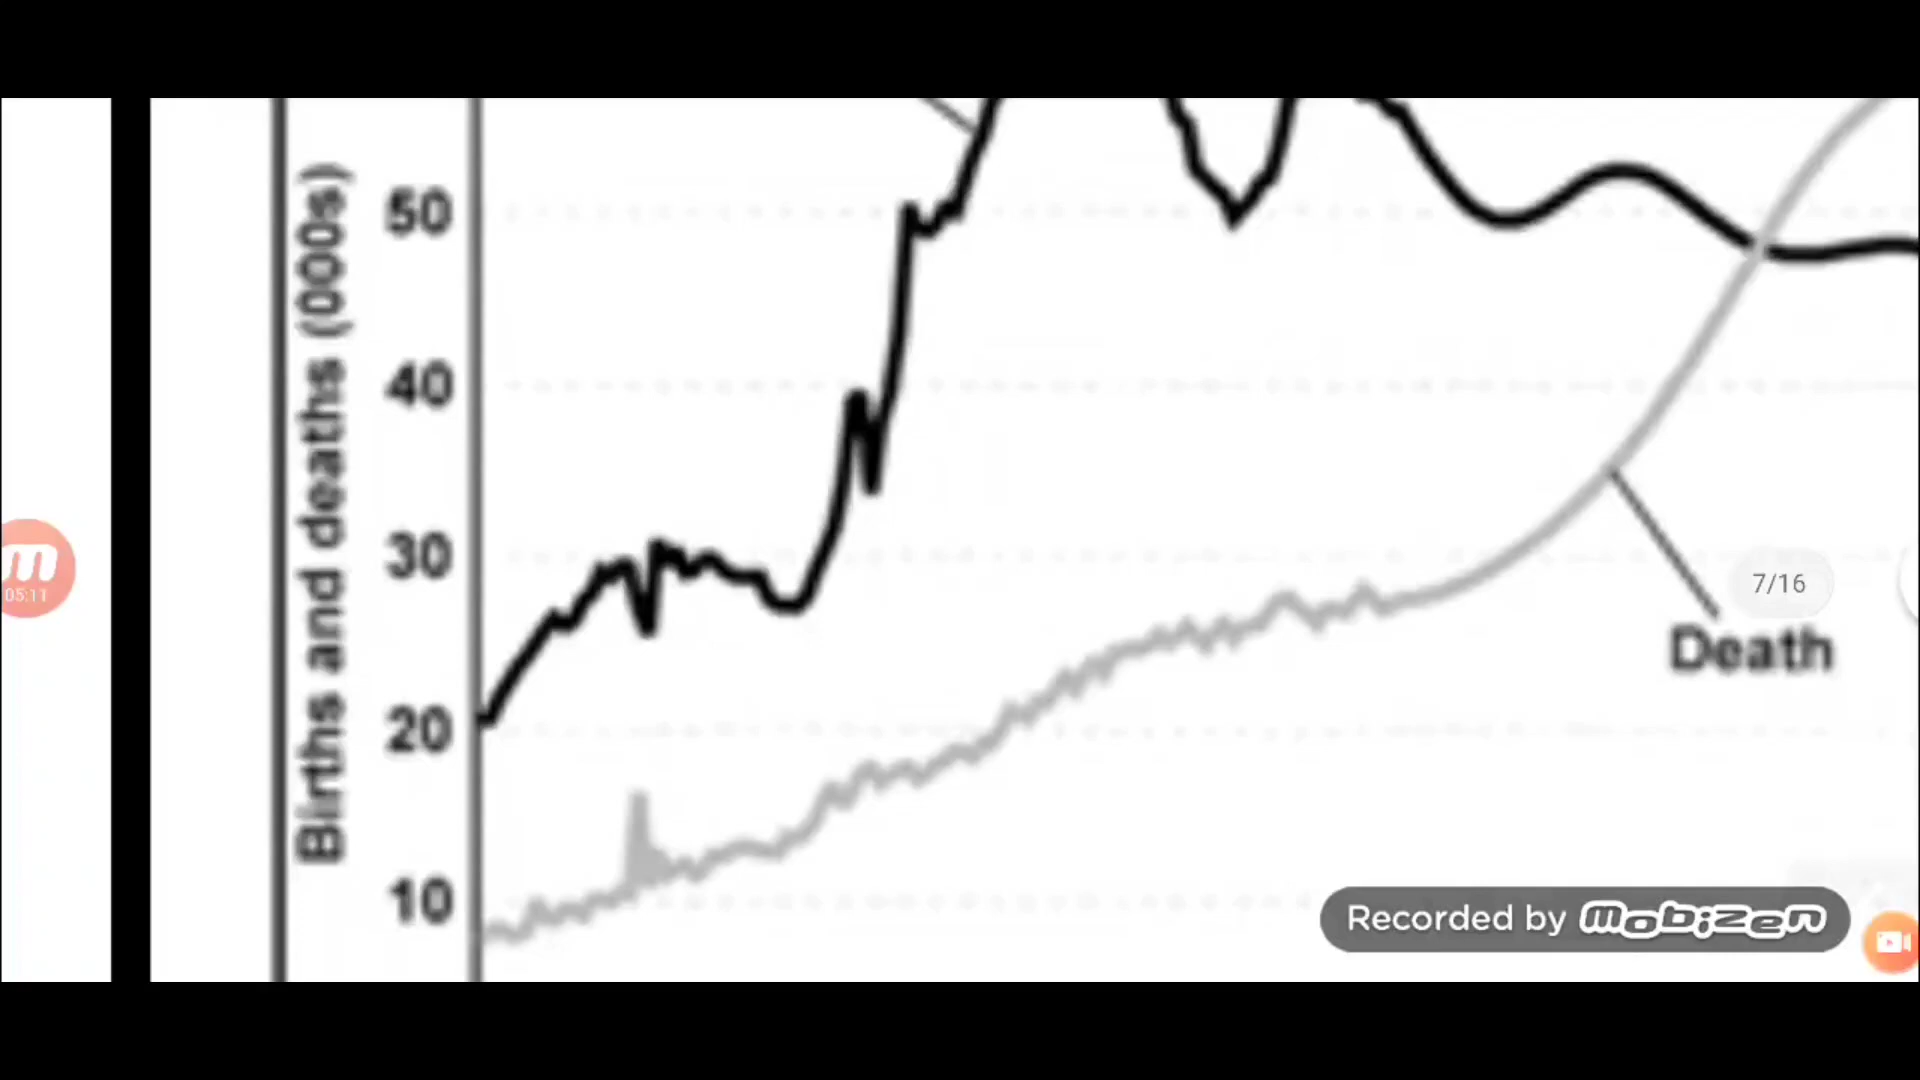 Births and deaths (000s)
50
40
30
20
10
Death
7/16
m
05:11
Recorded by mobizen